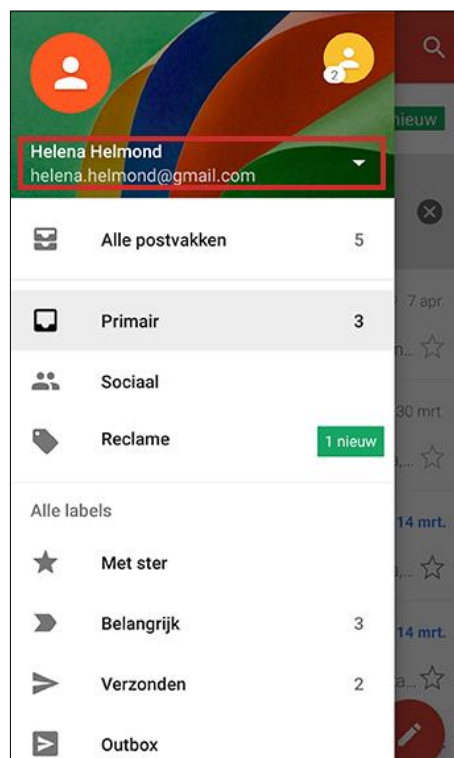 2
Helena Helmond
helena.helmond@gmail.com
nieuw
Alle postvakken 5
7 apr.
Primair 3
n...
Sociaal
30 mrt.
Reclame 1 nieuw
,...
Alle labels
14 mrt.
Met ster
,...
Belangrijk 3
14 mrt.
Verzonden 2
a...
Outbox